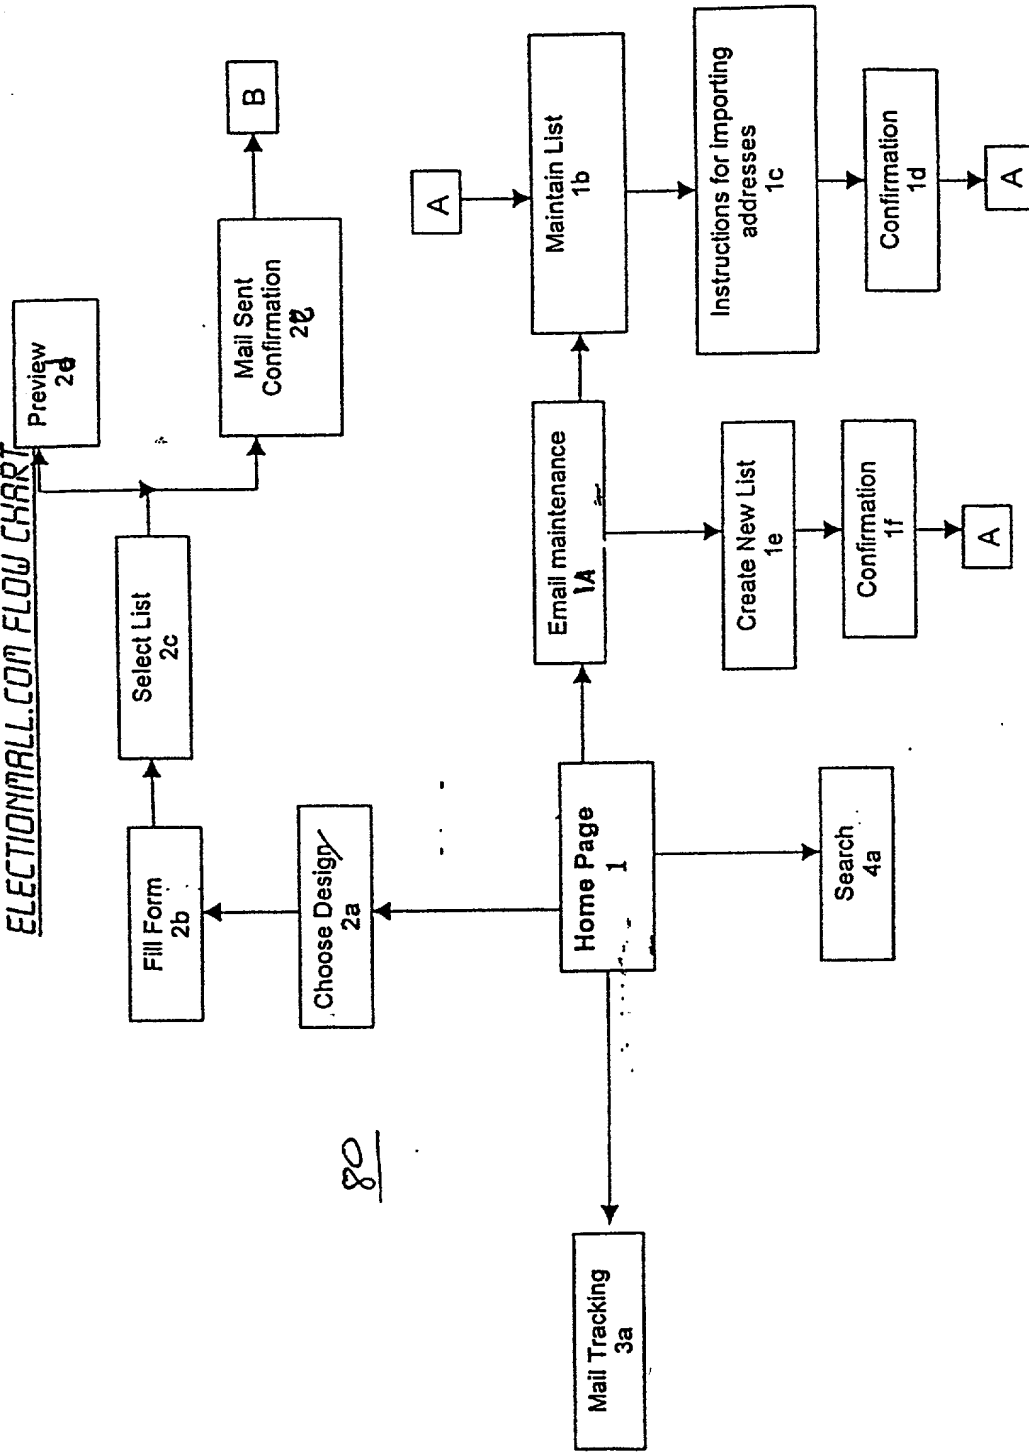 ELECTIONMALL.COM FLOW CHART
Preview
2d
B
Fill Form
2b
Select List
2c
Mail Sent
Confirmation
2e
Choose Design
2a
A
80
Mail Tracking
3a
Home Page
1
Email maintenance
1A
Maintain List
1b
Create New List
1e
Instructions for Importing
addresses
1c
Search
4a
Confirmation
1f
Confirmation
1d
A
A